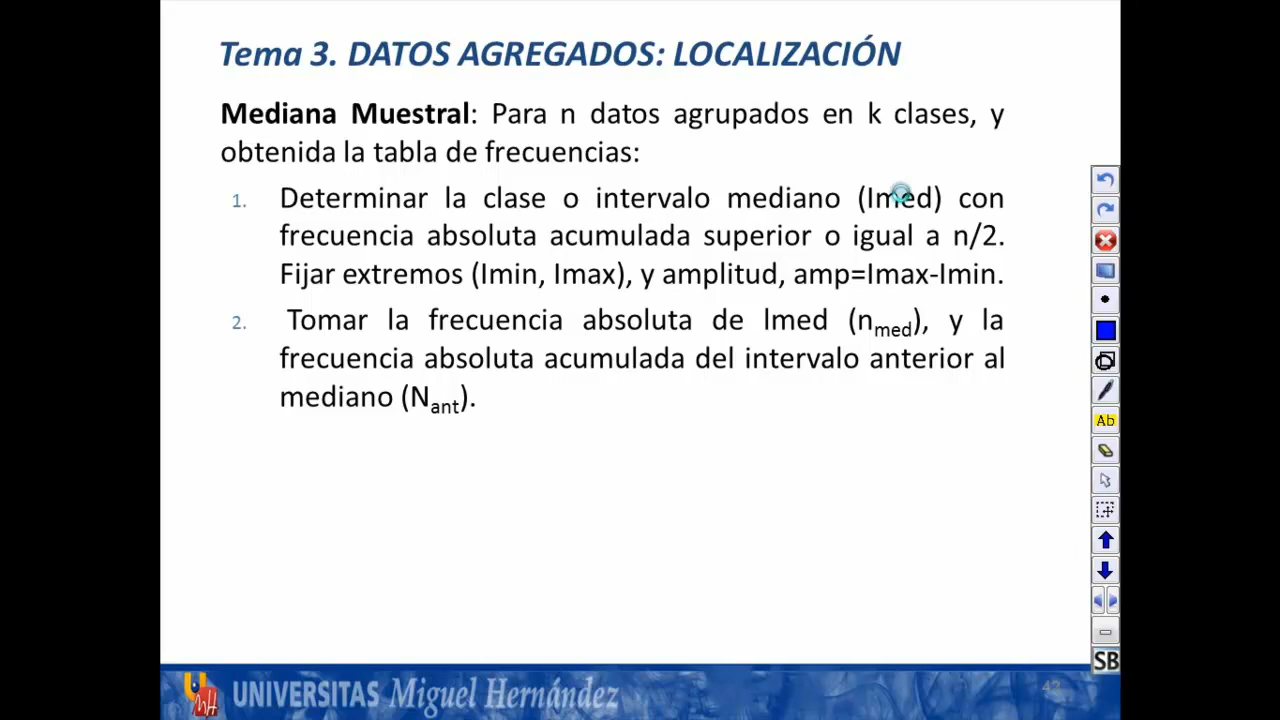 Tema 3. DATOS AGREGADOS: LOCALIZACIÓN
Mediana Muestral: Para n datos agrupados en k clases, y
obtenida la tabla de frecuencias:
1. Determinar la clase o intervalo mediano (Imed) con
frecuencia absoluta acumulada superior o igual a n/2.
Fijar extremos (Imin, Imax), y amplitud, amp=Imax-Imin.
2. Tomar la frecuencia absoluta de Imed (nmed), y la
frecuencia absoluta acumulada del intervalo anterior al
mediano (Nant).
Ab
SB
UNIVERSITAS Miguel Hernández